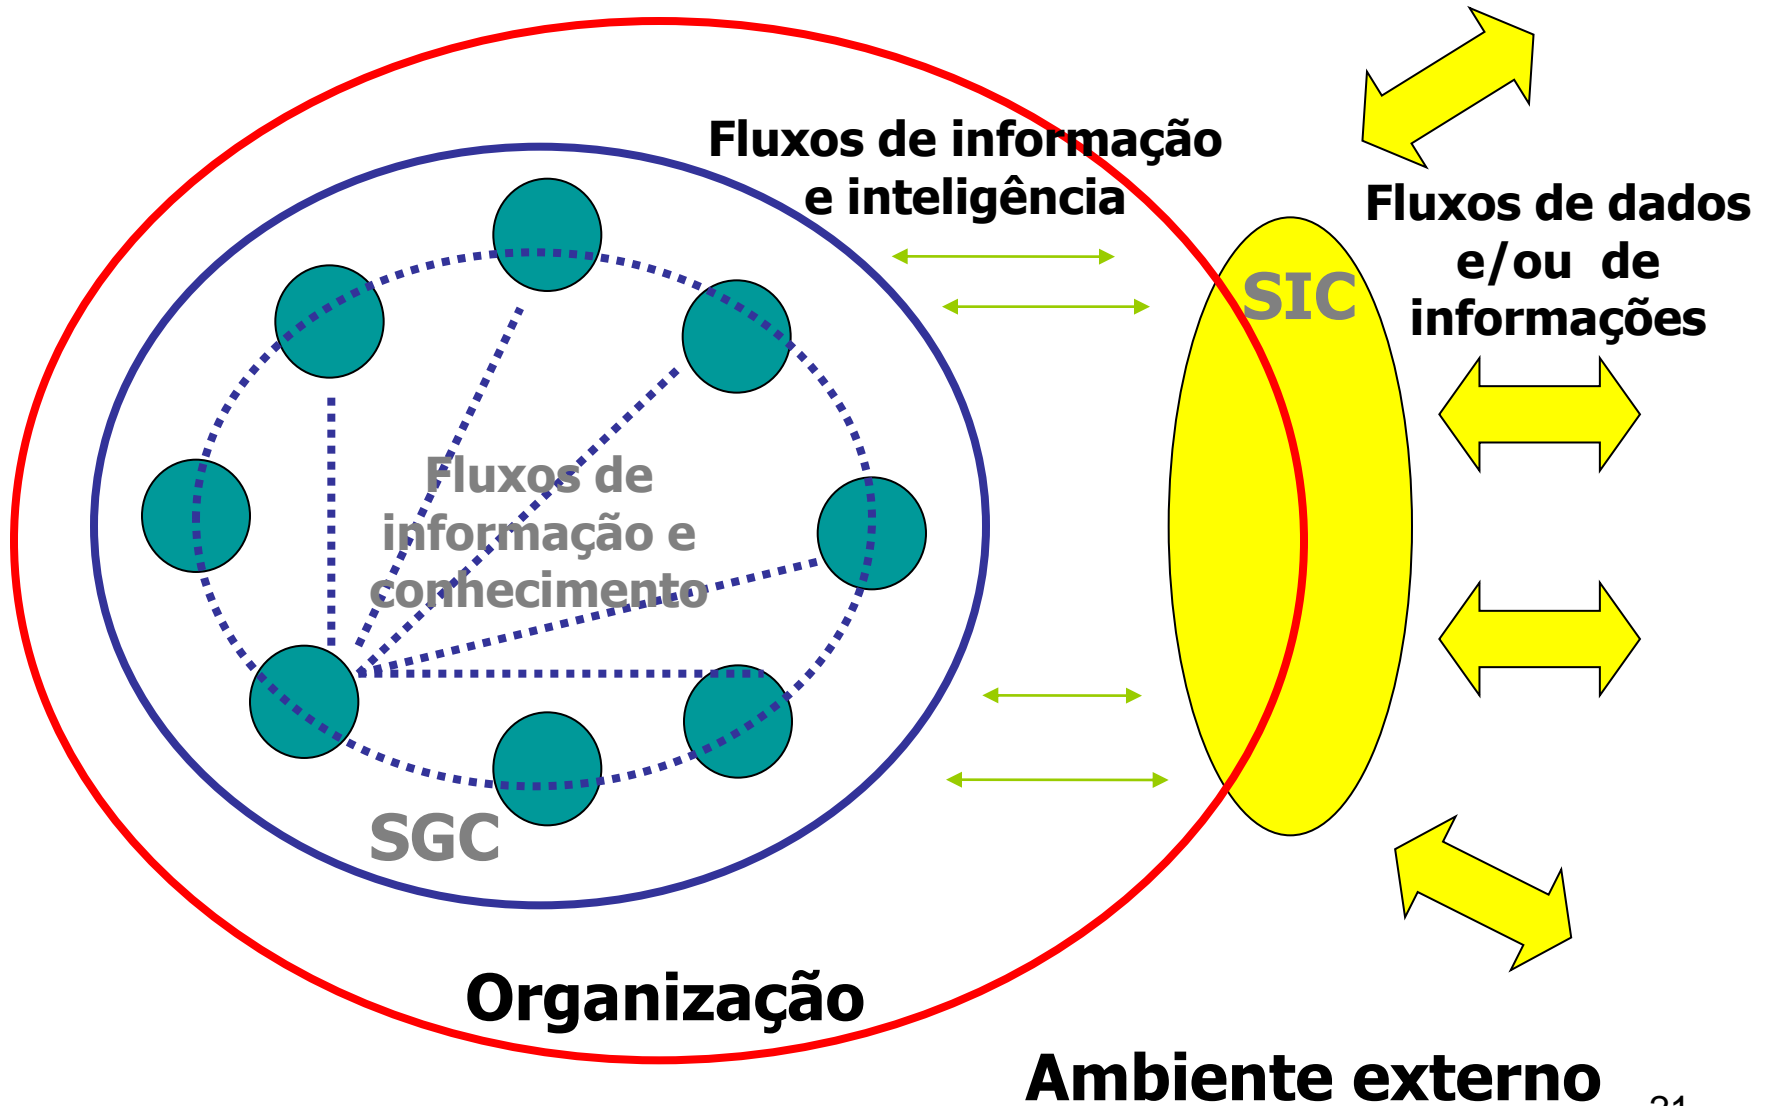 Fluxos de informação
e inteligência
Fluxos de dados
e/ou de
informações
SIC
Fluxos de
informação e
conhecimento
SGC
Organização
Ambiente externo